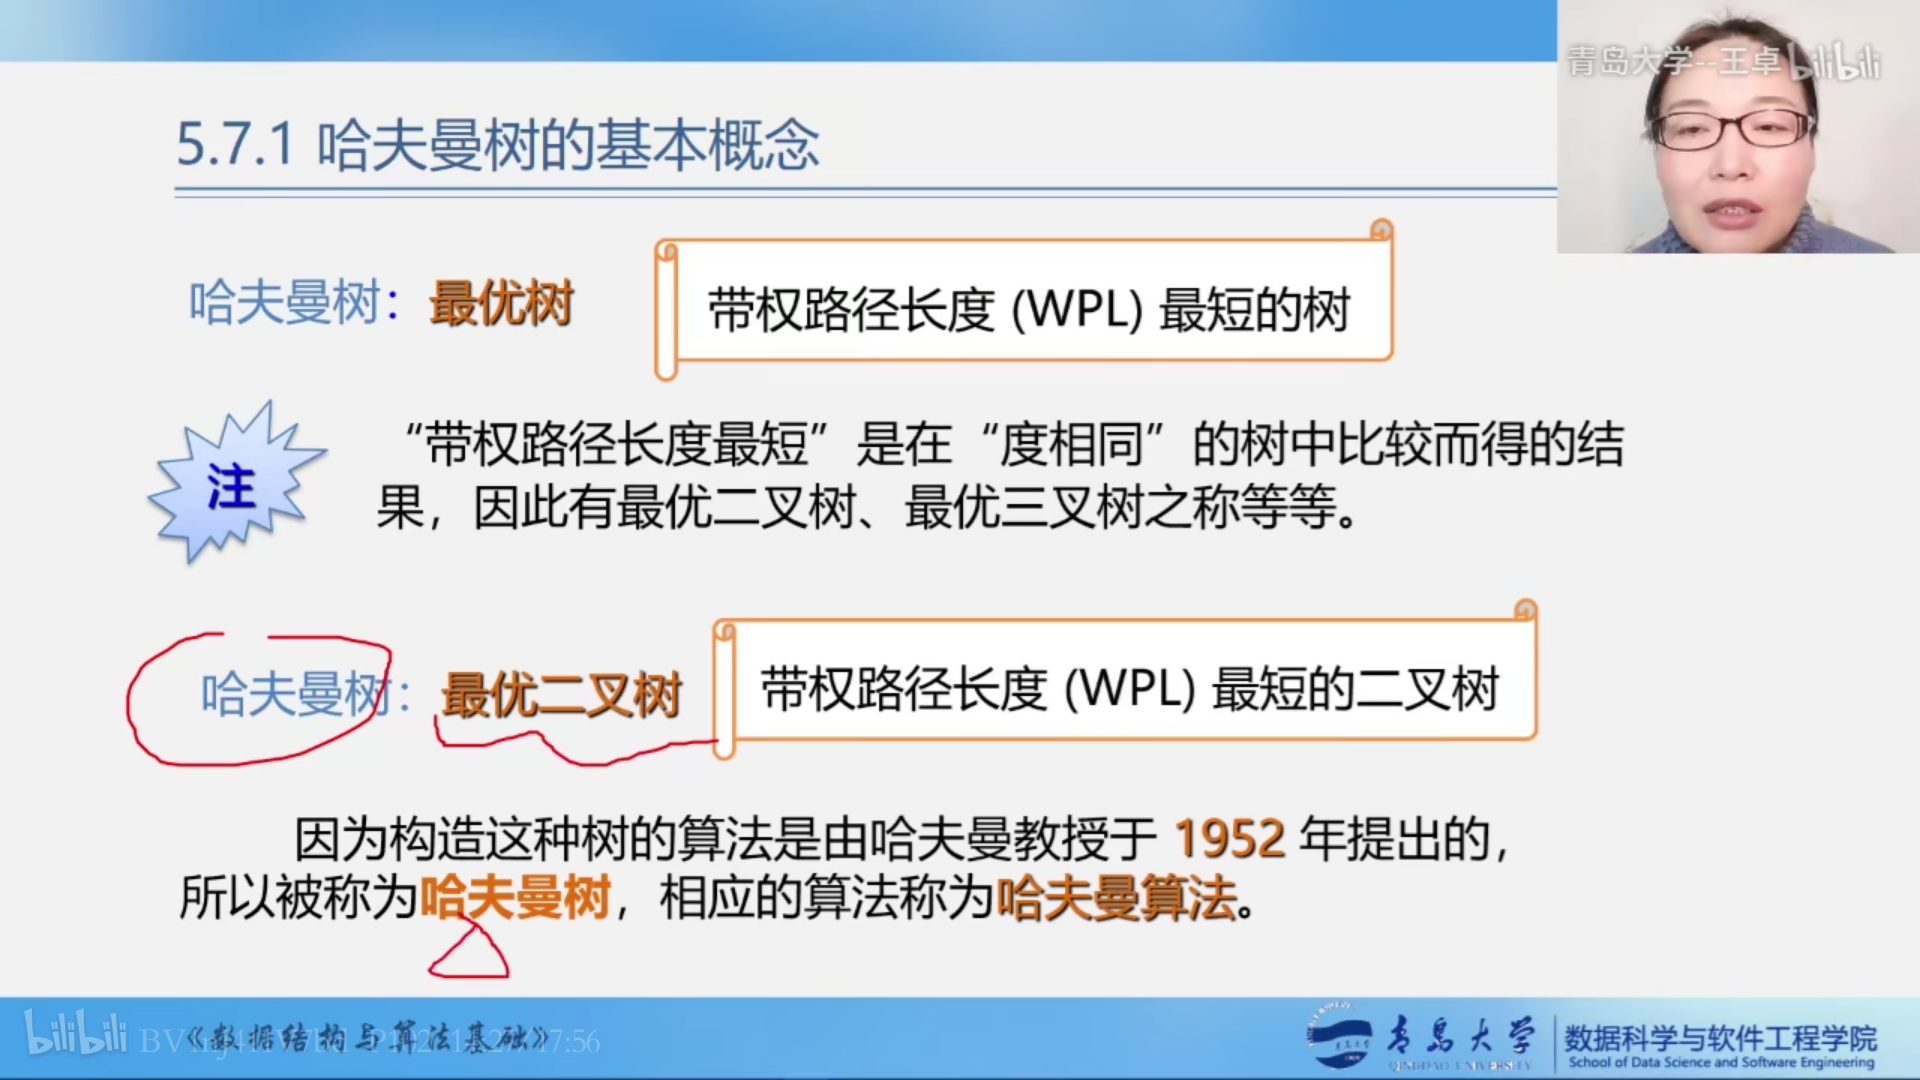 青岛大学--王卓 bilibili
5.7.1 哈夫曼树的基本概念
哈夫曼树：最优树
带权路径长度 (WPL) 最短的树
注
“带权路径长度最短”是在“度相同”的树中比较而得的结
果，因此有最优二叉树、最优三叉树之称等等。
哈夫曼树：最优二叉树
带权路径长度 (WPL) 最短的二叉树
因为构造这种树的算法是由哈夫曼教授于 1952 年提出的，
所以被称为哈夫曼树，相应的算法称为哈夫曼算法。
bilibili
《数据结构与算法基础》
青岛大学
QINGDAO UNIVERSITY
数据科学与软件工程学院
School of Data Science and Software Engineering